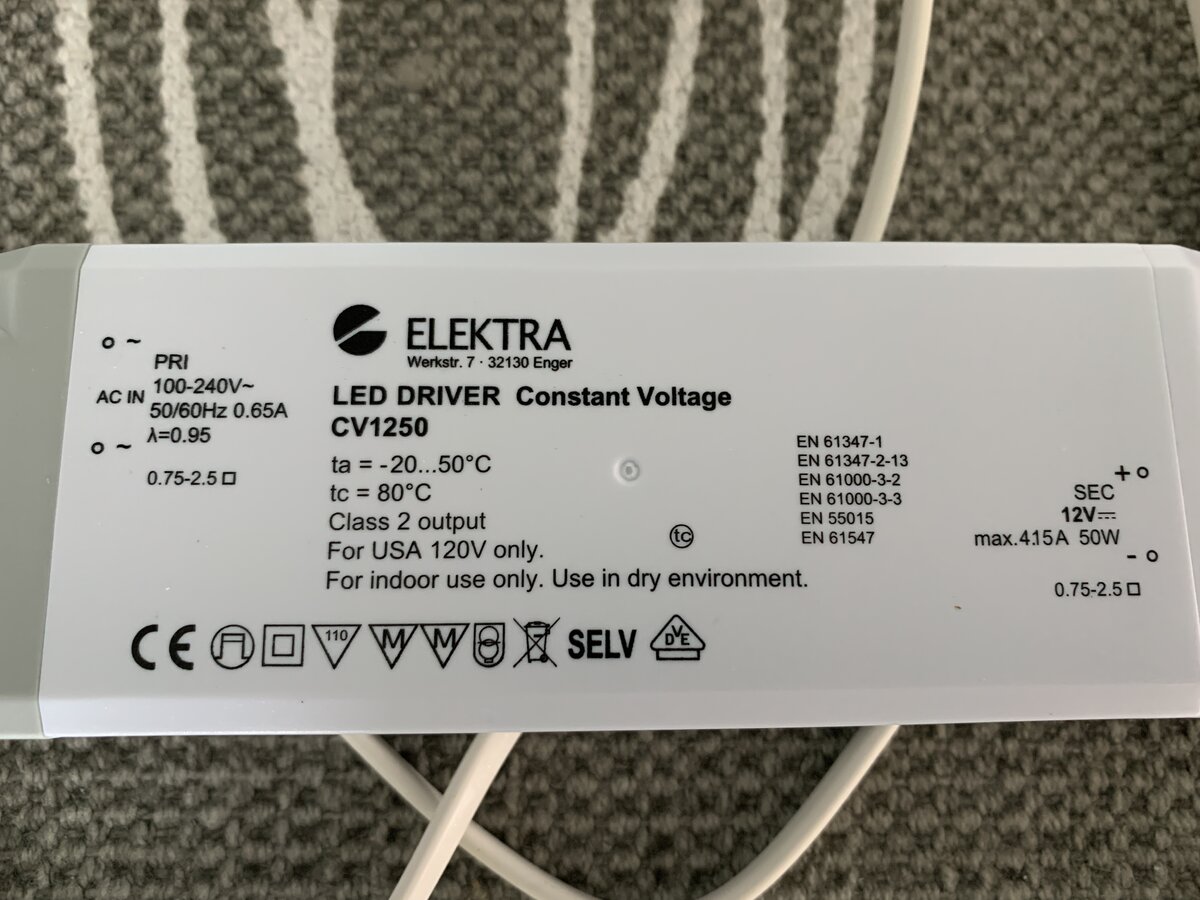 ELEKTRA
Werkstr. 7 · 32130 Enger
LED DRIVER Constant Voltage
CV1250
ta = -20...50°C
tc = 80°C
Class 2 output
For USA 120V only.
For indoor use only. Use in dry environment.
~
PRI
AC IN 100-240V~
50/60Hz 0.65A
~ λ=0.95
0.75-2.5
tc
EN 61347-1
EN 61347-2-13
EN 61000-3-2
EN 61000-3-3
EN 55015
EN 61547
+
SEC
12V
max.4.15A 50W
-
0.75-2.5
CE 110 M M SELV DVE